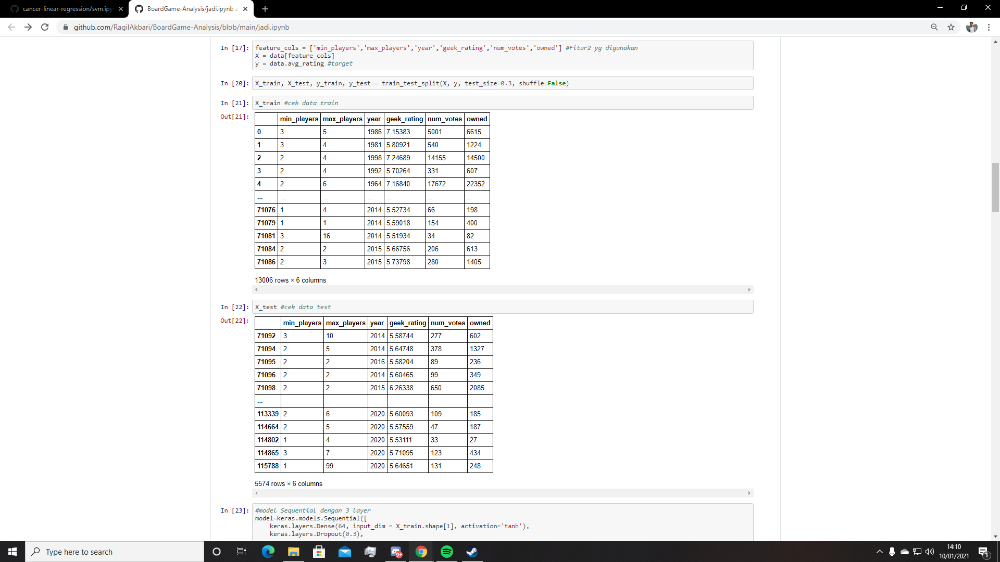 cancer-linear-regression/svm.ipy
BoardGame-Analysis/jadi.ipynb a
github.com/RagilAkbari/BoardGame-Analysis/blob/main/jadi.ipynb
In [17]: feature_cols = ['min_players','max_players','year','geek_rating','num_votes','owned'] #Fitur2 yg digunakan
X = data[feature_cols]
y = data.avg_rating #target
In [20]: X_train, X_test, y_train, y_test = train_test_split(X, y, test_size=0.3, shuffle=False)
In [21]: X_train #cek data train
Out[21]:
min_players max_players year geek_rating num_votes owned
0 3 5 1986 7.15383 5001 6615
1 3 4 1981 5.80921 540 1224
2 2 4 1998 7.24689 14155 14500
3 2 4 1992 5.70264 331 607
4 2 6 1964 7.16840 17672 22352
... ... ... ... ... ... ...
71076 1 4 2014 5.52734 66 198
71079 1 1 2014 5.59018 154 400
71081 3 16 2014 5.51934 34 82
71084 2 2 2015 5.66756 206 613
71086 2 3 2015 5.73798 280 1405
13006 rows × 6 columns
In [22]: X_test #cek data test
Out[22]:
min_players max_players year geek_rating num_votes owned
71092 3 10 2014 5.58744 277 602
71094 2 5 2014 5.64748 378 1327
71095 2 2 2016 5.58204 89 236
71096 2 2 2014 5.60465 99 349
71098 2 2 2015 6.26338 650 2085
... ... ... ... ... ... ...
113339 2 6 2020 5.60093 109 185
114664 2 5 2020 5.57559 47 187
114802 1 4 2020 5.53111 33 27
114865 3 7 2020 5.71095 123 434
115788 1 99 2020 5.64651 131 248
5574 rows × 6 columns
In [23]: #model Sequential dengan 3 layer
model=keras.models.Sequential([
keras.layers.Dense(64, input_dim = X_train.shape[1], activation='tanh'),
keras.layers.Dropout(0.3),
Type here to search
9+
14:10
10/01/2021
1